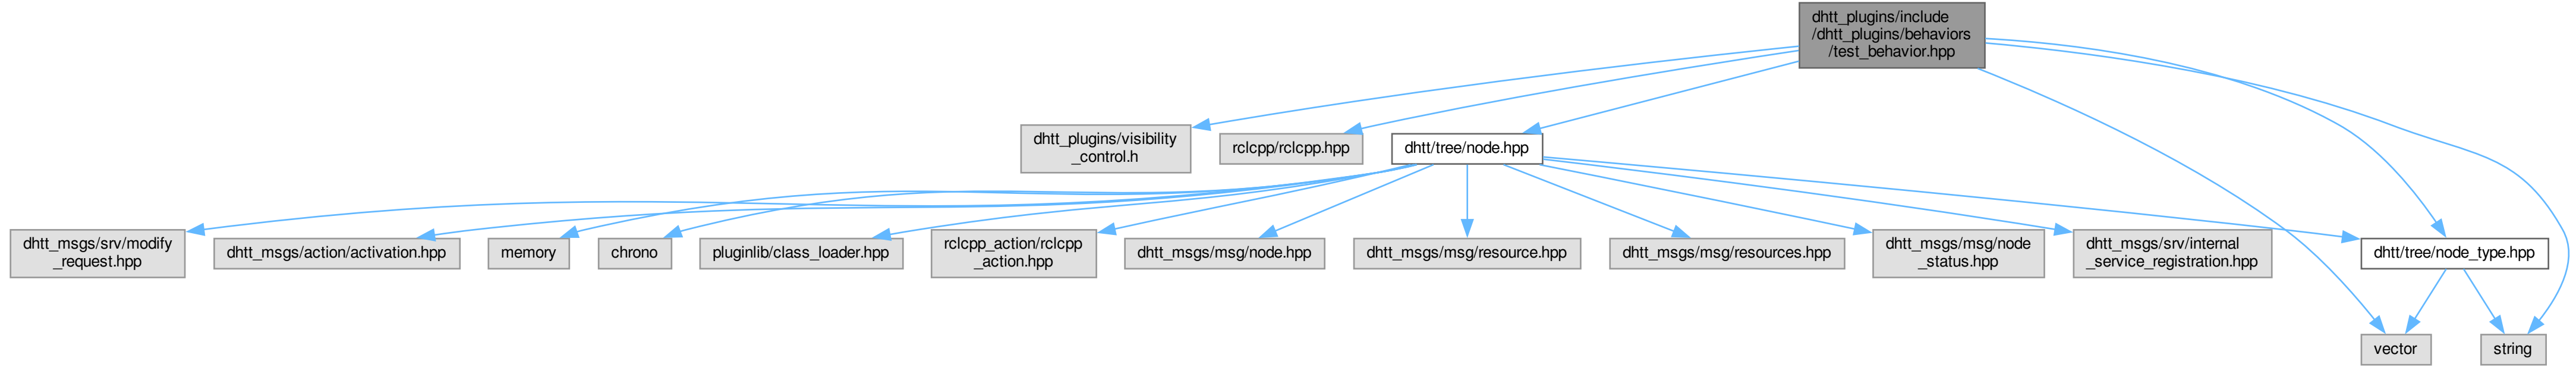 dhtt_plugins/include
/dhtt_plugins/behaviors
/test_behavior.hpp
dhtt_plugins/visibility
_control.h
rclcpp/rclcpp.hpp
dhtt/tree/node.hpp
dhtt_msgs/srv/modify
_request.hpp
dhtt_msgs/action/activation.hpp
memory
chrono
pluginlib/class_loader.hpp
rclcpp_action/rclcpp
_action.hpp
dhtt_msgs/msg/node.hpp
dhtt_msgs/msg/resource.hpp
dhtt_msgs/msg/resources.hpp
dhtt_msgs/msg/node
_status.hpp
dhtt_msgs/srv/internal
_service_registration.hpp
dhtt/tree/node_type.hpp
vector
string